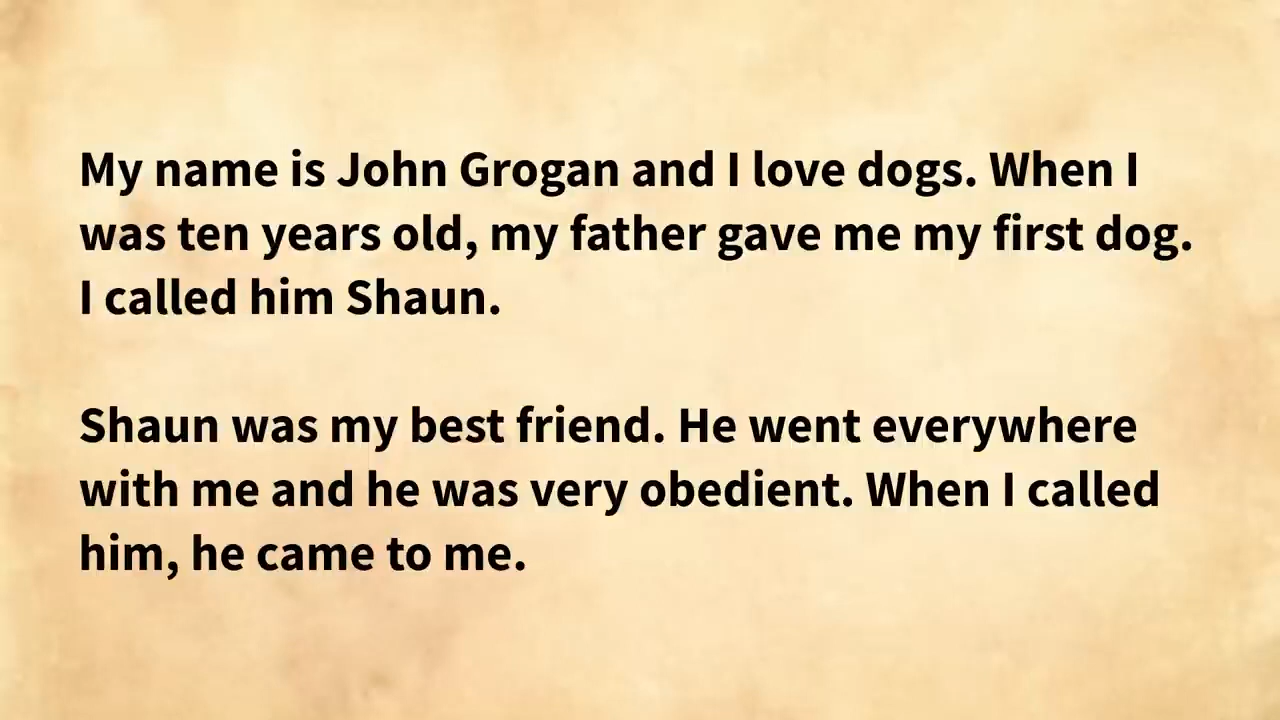 My name is John Grogan and I love dogs. When I
was ten years old, my father gave me my first dog.
I called him Shaun.
Shaun was my best friend. He went everywhere
with me and he was very obedient. When I called
him, he came to me.